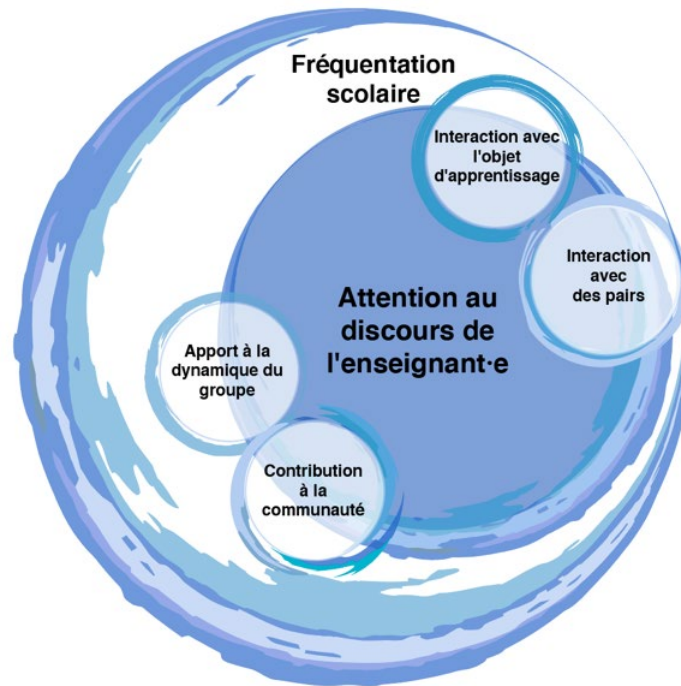 Fréquentation
scolaire
Interaction avec
l'objet
d'apprentissage
Interaction
avec
des pairs
Attention au
discours de
l'enseignant·e
Apport à la
dynamique du
groupe
Contribution
à la
communauté